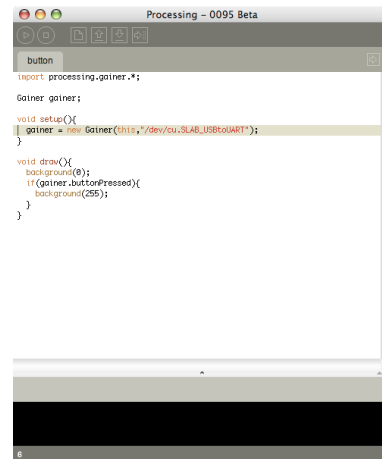 Processing – 0095 Beta
button
import processing.gainer.*;
Gainer gainer;
void setup(){
gainer = new Gainer(this,"/dev/cu.SLAB_USBtoUART");
}
void draw(){
background(0);
if(gainer.buttonPressed){
background(255);
}
}
6